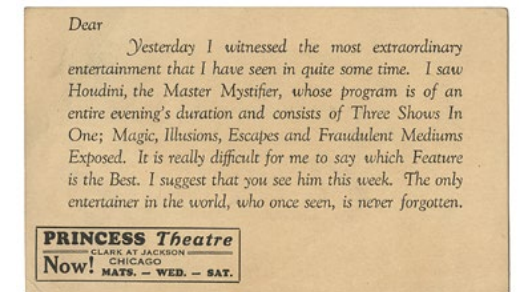 Dear
Yesterday I witnessed the most extraordinary
entertainment that I have seen in quite some time. I saw
Houdini, the Master Mystifier, whose program is of an
entire evening's duration and consists of Three Shows In
One; Magic, Illusions, Escapes and Fraudulent Mediums
Exposed. It is really difficult for me to say which Feature
is the Best. I suggest that you see him this week. The only
entertainer in the world, who once seen, is never forgotten.
PRINCESS Theatre
CLARK AT JACKSON
CHICAGO
Now! MATS. — WED. — SAT.